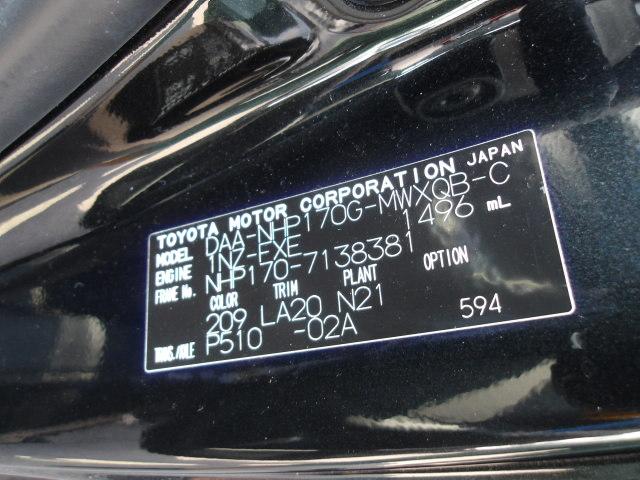 TOYOTA MOTOR CORPORATION JAPAN
MODEL DAA-NHP170G-MWXQB-C
ENGINE 1NZ-FXE 1496 mL
FRAME No. NHP170-7138381
COLOR TRIM PLANT OPTION
209 LA20 N21
TRANS./AXLE P510 -02A 594